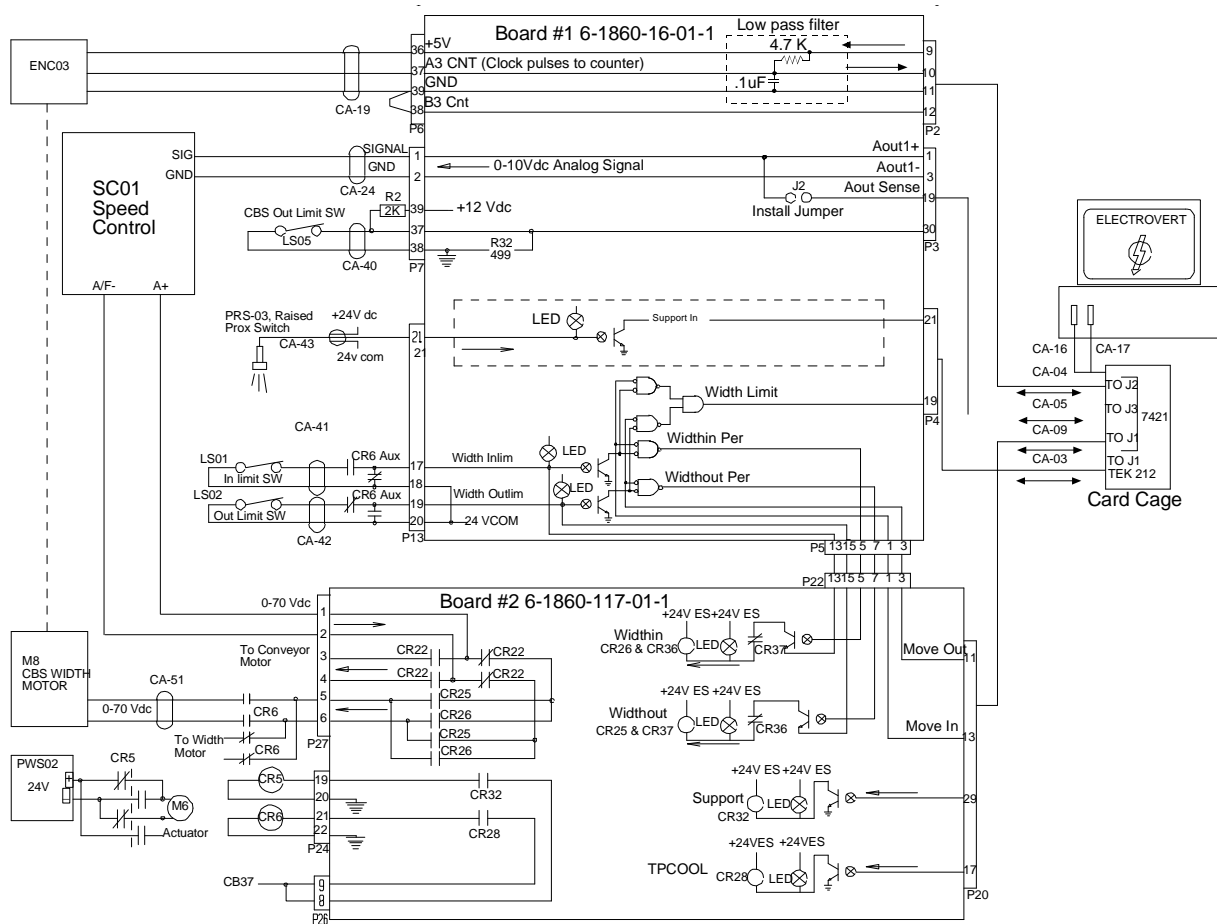 Board #1 6-1860-16-01-1
Low pass filter
4.7 K
.1uF
ENC03
CA-19
36
+5V
37
A3 CNT (Clock pulses to counter)
39
GND
38
B3 Cnt
P6
9
10
11
12
P2
SC01
Speed
Control
SIG
GND
A/F-
A+
SIGNAL
GND
CA-24
1
2
0-10Vdc Analog Signal
Aout1+
Aout1-
Aout Sense
1
3
19
30
P3
J2
Install Jumper
R2
2K
39
+12 Vdc
37
38
P7
R32
499
CBS Out Limit SW
LS05
CA-40
ELECTROVERT
PRS-03, Raised
Prox Switch
+24V dc
CA-43
24v com
21
21
LED
Support In
21
CA-16
CA-17
CA-04
CA-05
CA-09
CA-03
TO J2
TO J3
7421
TO J1
TO J1
TEK 212
Card Cage
Width Limit
19
P4
Widthin Per
Widthout Per
LED
LED
CA-41
LS01
In limit SW
CR6 Aux
17
Width Inlim
18
LS02
Out Limit SW
CR6 Aux
19
Width Outlim
20
24 VCOM
CA-42
P13
P5
13
15
5
7
1
3
P22
13
15
5
7
1
3
Board #2 6-1860-117-01-1
0-70 Vdc
1
2
3
4
5
6
P27
To Conveyor
Motor
CR22
CR22
CR22
CR22
CR25
CR26
CR25
CR26
M8
CBS WIDTH
MOTOR
CA-51
0-70 Vdc
CR6
To Width
Motor
CR6
PWS02
24V
+
CR5
M6
Actuator
CR5
19
20
CR6
21
22
P24
CR32
CR28
CB37
9
8
P26
+24V ES
+24V ES
Widthin
CR26 & CR36
LED
CR37
Move Out
11
+24V ES
+24V ES
Widthout
CR25 & CR37
LED
CR36
Move In
13
+24V ES
+24V ES
Support
CR32
LED
29
+24VES
+24VES
TPCOOL
CR28
LED
17
P20